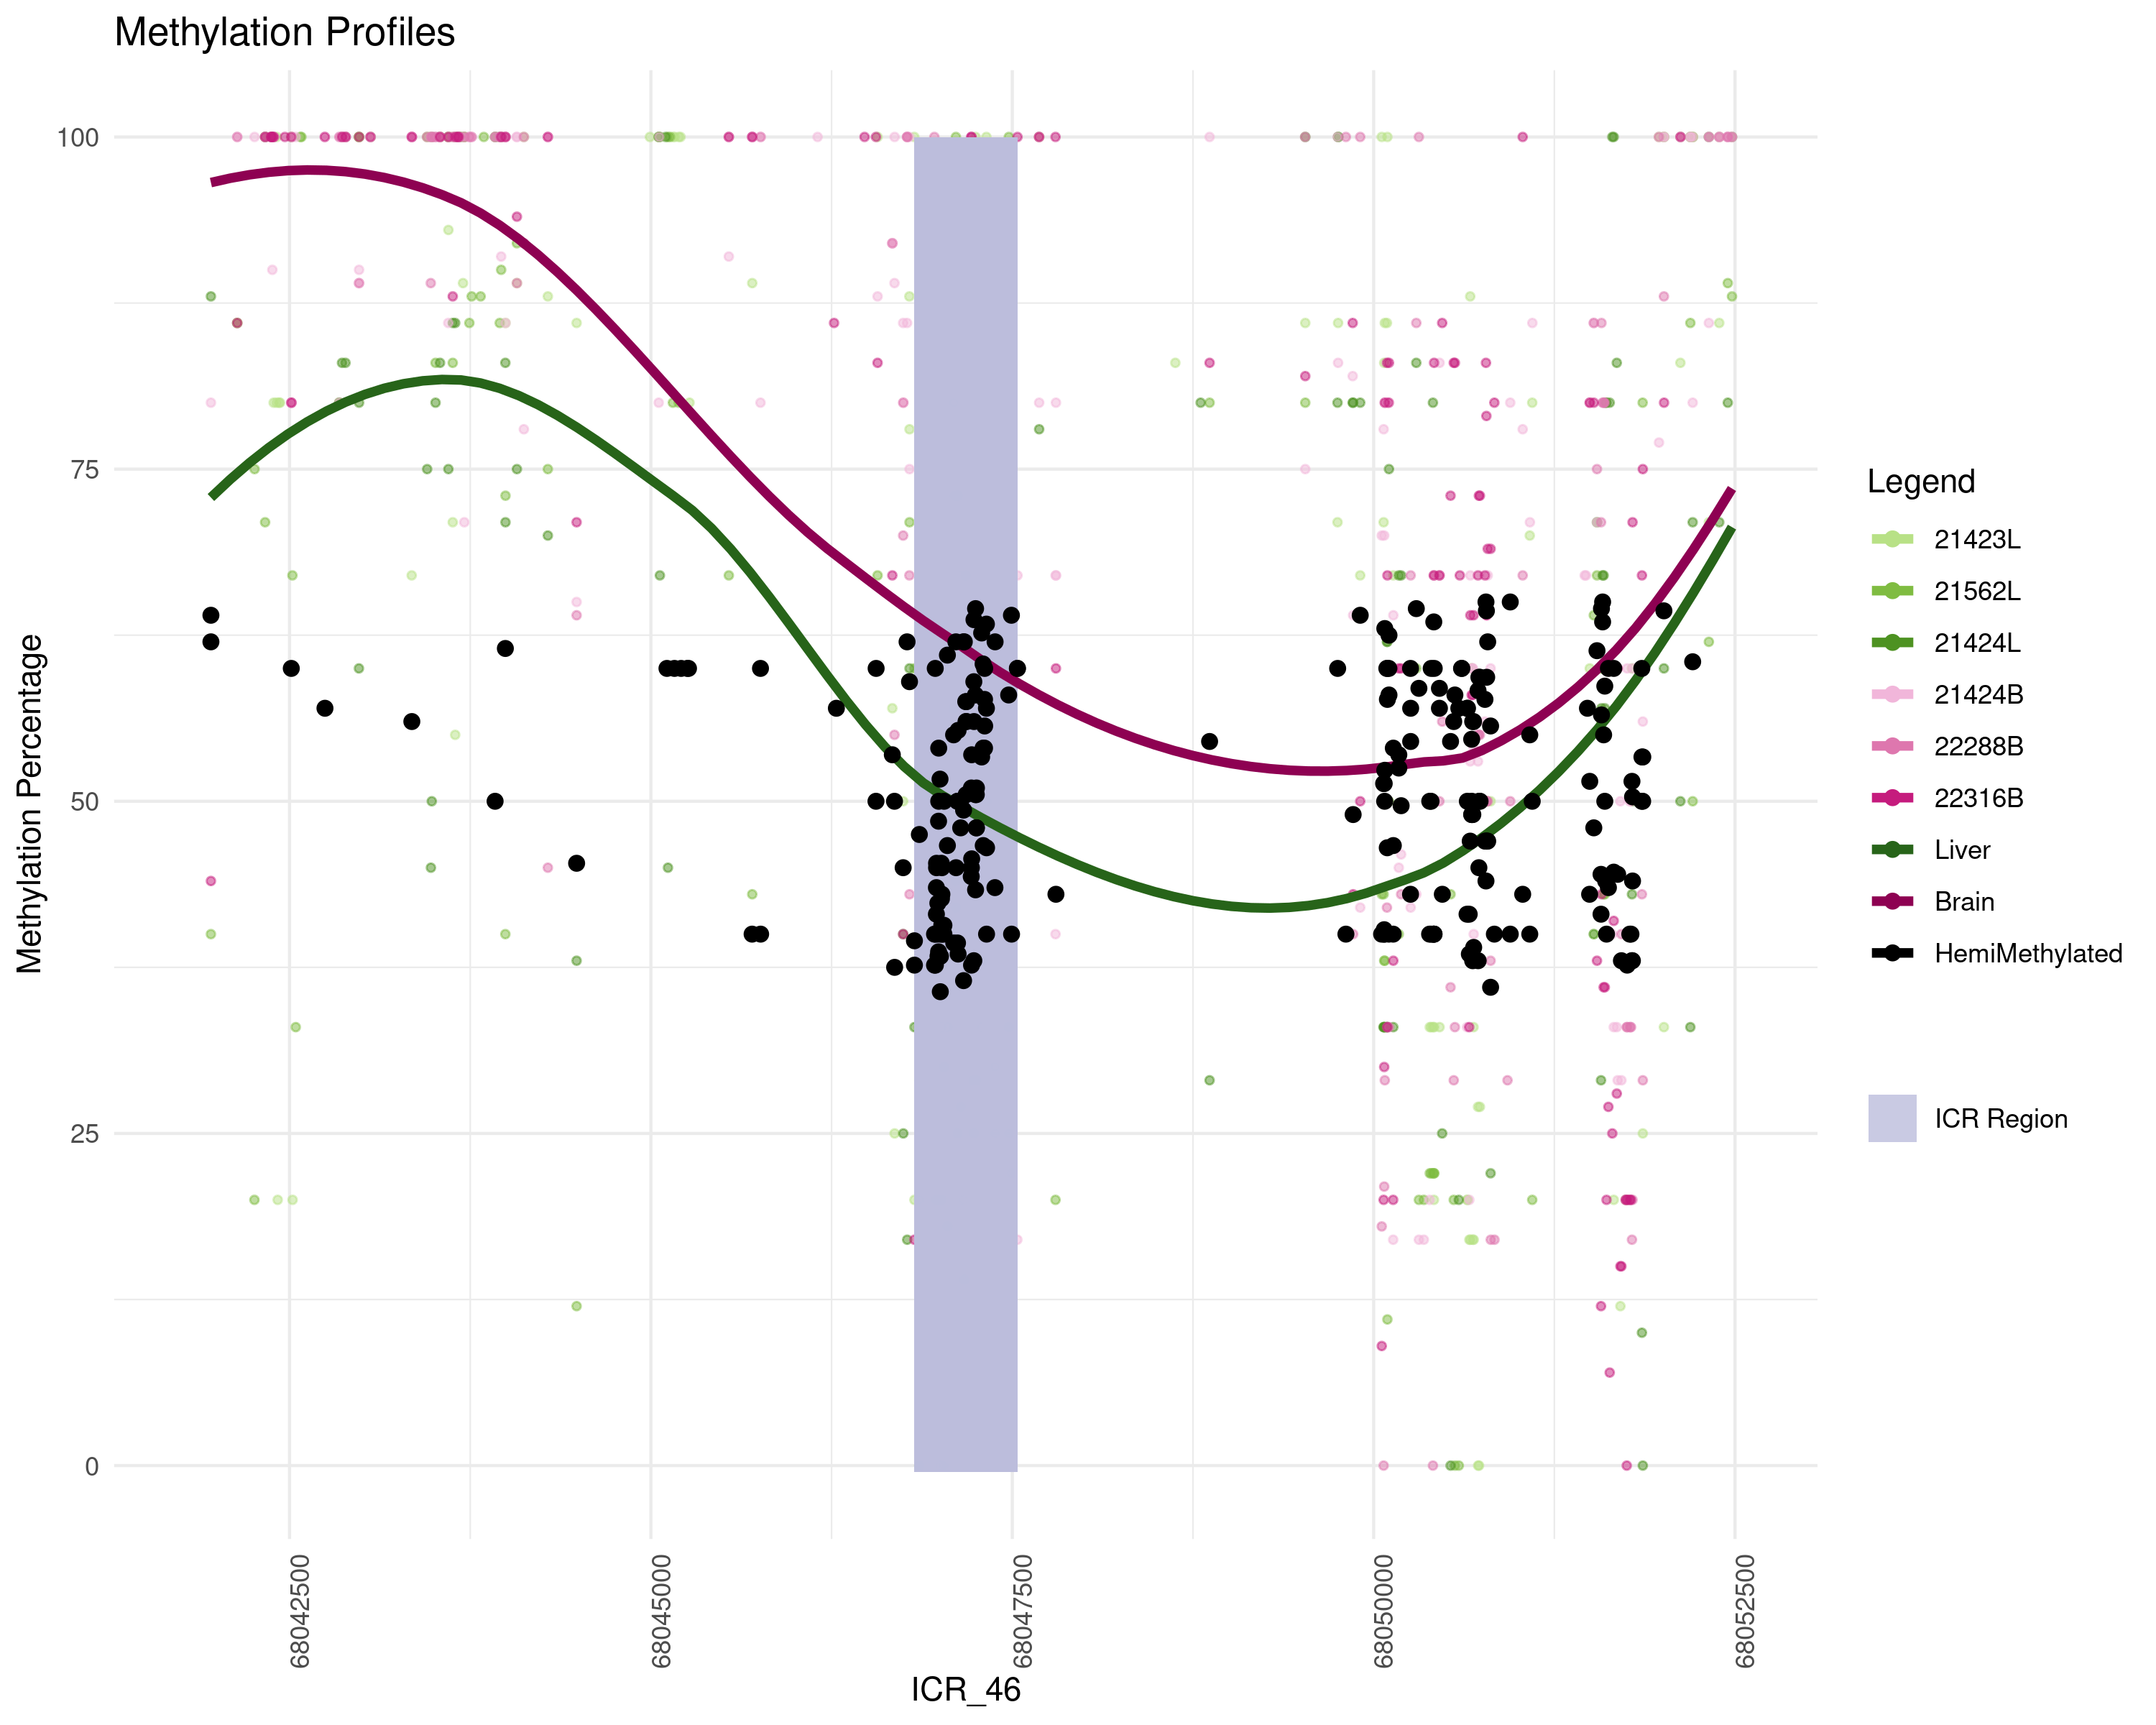 Methylation Profiles
Methylation Percentage
100
75
50
25
0
68042500
68045000
68047500
68050000
68052500
ICR_46
Legend
21423L
21562L
21424L
21424B
22288B
22316B
Liver
Brain
HemiMethylated
ICR Region